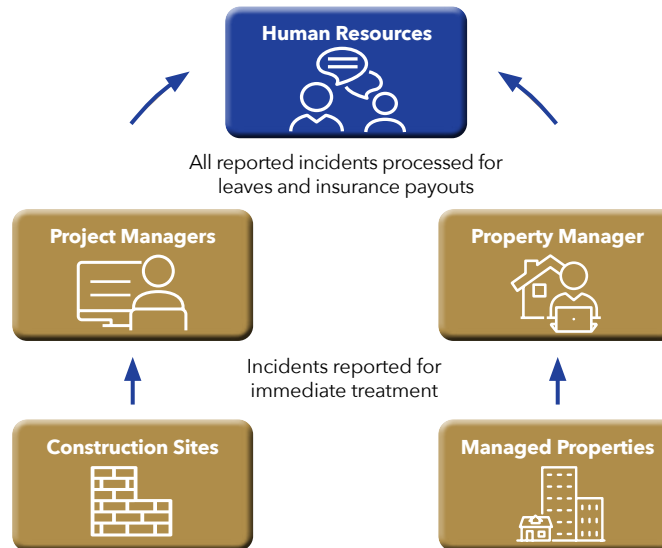 Human Resources
All reported incidents processed for
leaves and insurance payouts
Project Managers
Property Manager
Incidents reported for
immediate treatment
Construction Sites
Managed Properties